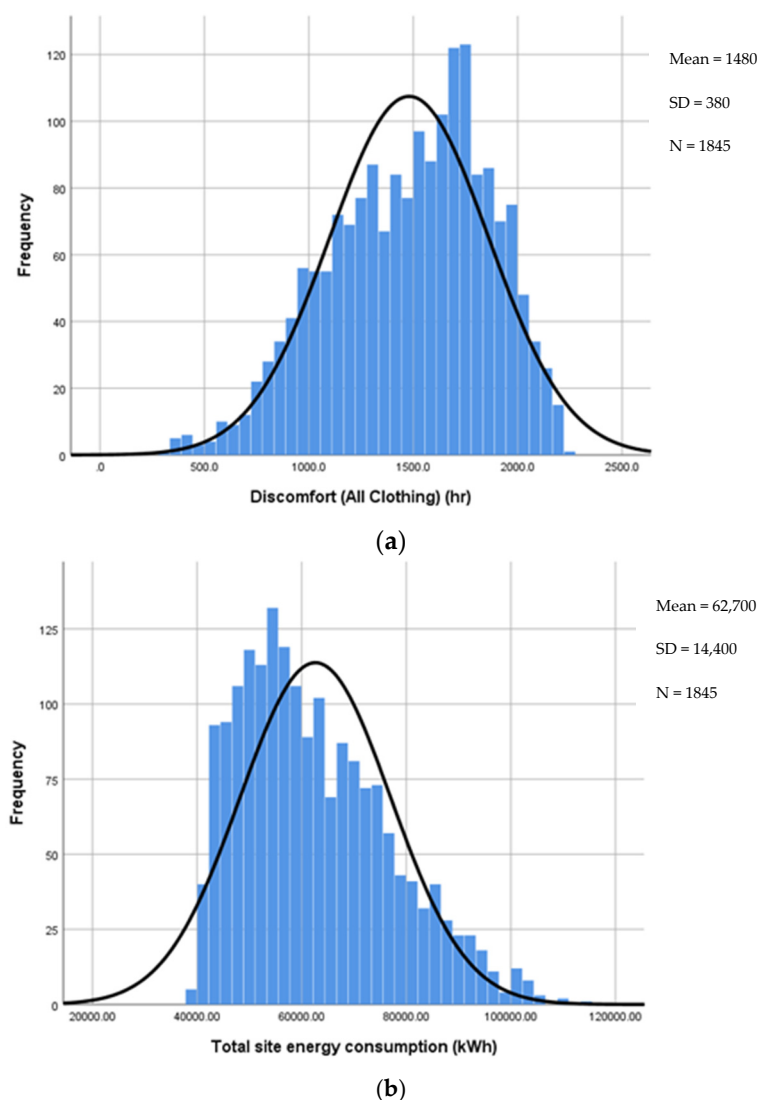 120
100
80
60
40
20
0
Frequency
.0 500.0 1000.0 1500.0 2000.0 2500.0
Discomfort (All Clothing) (hr)
Mean = 1480
SD = 380
N = 1845
(a)
125
100
75
50
25
0
Frequency
20000.00 40000.00 60000.00 80000.00 100000.00 120000.00
Total site energy consumption (kWh)
Mean = 62,700
SD = 14,400
N = 1845
(b)